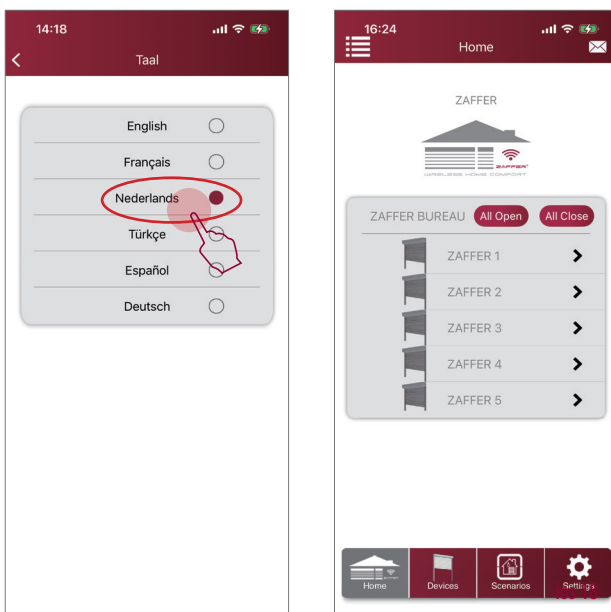 14:18
Taal
English
Français
Nederlands
Türkçe
Español
Deutsch
16:24
Home
ZAFFER
ZAFFER
WIRELESS HOME COMFORT
ZAFFER BUREAU All Open All Close
ZAFFER 1
ZAFFER 2
ZAFFER 3
ZAFFER 4
ZAFFER 5
Home Devices Scenarios Settings